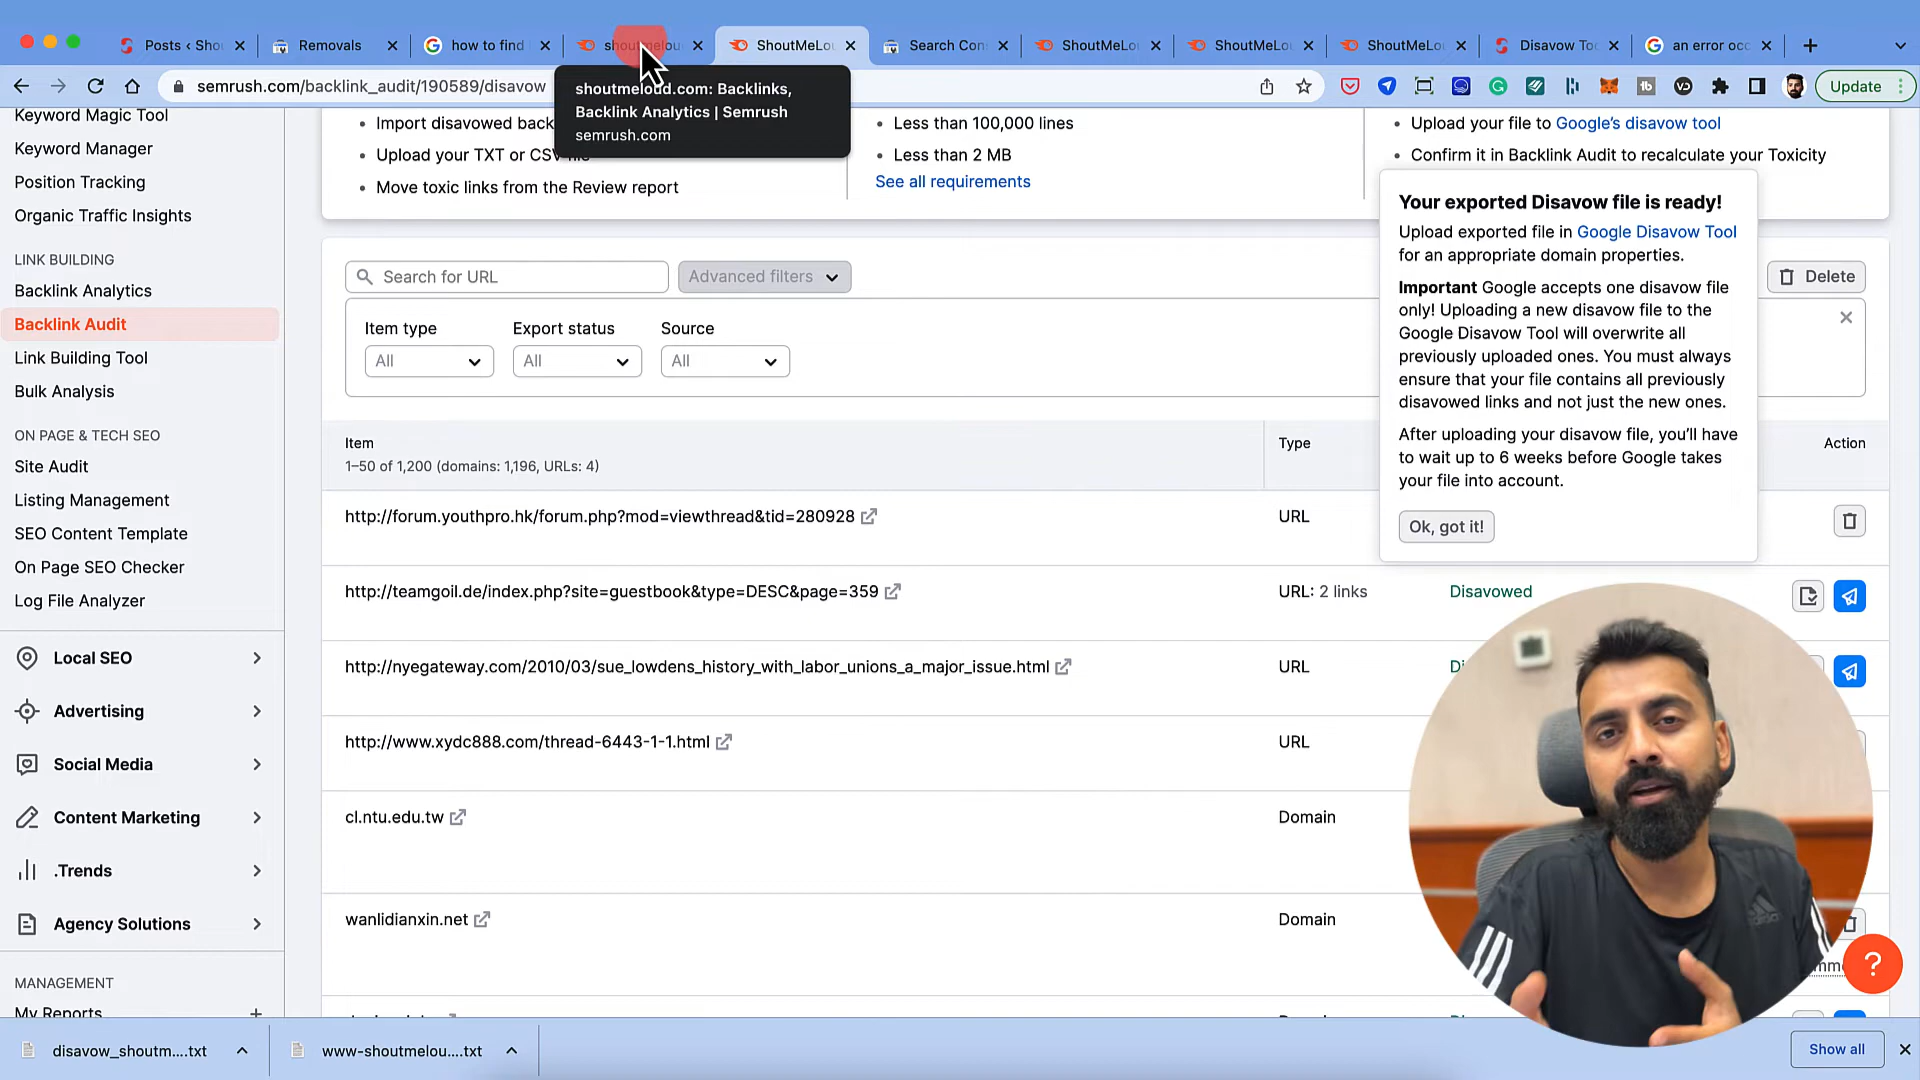 Posts ‹ Sho
Removals
how to find
shoutmelou
ShoutMeLou
Search Con
ShoutMeLo
ShoutMeLo
ShoutMeLo
Disavow Too
an error occ
semrush.com/backlink_audit/190589/disavow
Update
shoutmeloud.com: Backlinks,
Backlink Analytics | Semrush
semrush.com
Keyword Magic Tool
Keyword Manager
Position Tracking
Organic Traffic Insights
LINK BUILDING
Backlink Analytics
Backlink Audit
Link Building Tool
Bulk Analysis
ON PAGE & TECH SEO
Site Audit
Listing Management
SEO Content Template
On Page SEO Checker
Log File Analyzer
Local SEO
Advertising
Social Media
Content Marketing
.Trends
Agency Solutions
MANAGEMENT
My Reports
• Import disavowed back
• Upload your TXT or CSV file
• Move toxic links from the Review report
• Less than 100,000 lines
• Less than 2 MB
See all requirements
• Upload your file to Google's disavow tool
• Confirm it in Backlink Audit to recalculate your Toxicity
Your exported Disavow file is ready!
Upload exported file in Google Disavow Tool
for an appropriate domain properties.
Important Google accepts one disavow file
only! Uploading a new disavow file to the
Google Disavow Tool will overwrite all
previously uploaded ones. You must always
ensure that your file contains all previously
disavowed links and not just the new ones.
After uploading your disavow file, you'll have
to wait up to 6 weeks before Google takes
your file into account.
Ok, got it!
Search for URL
Advanced filters
Delete
Item type
Export status
Source
All
All
All
Item
1–50 of 1,200 (domains: 1,196, URLs: 4)
Type
Action
http://forum.youthpro.hk/forum.php?mod=viewthread&tid=280928
URL
http://teamgoil.de/index.php?site=guestbook&type=DESC&page=359
URL: 2 links
Disavowed
http://nyegateway.com/2010/03/sue_lowdens_history_with_labor_unions_a_major_issue.html
URL
http://www.xydc888.com/thread-6443-1-1.html
URL
cl.ntu.edu.tw
Domain
wanlidianxin.net
Domain
?
disavow_shoutm....txt
www-shoutmelou....txt
Show all